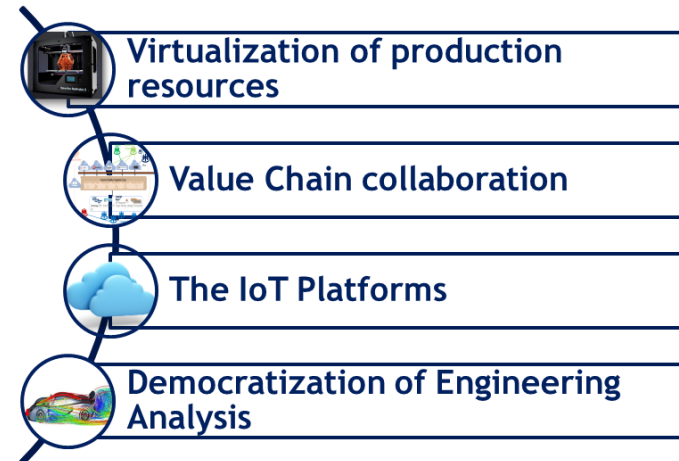 Virtualization of production
resources
Value Chain collaboration
The IoT Platforms
Democratization of Engineering
Analysis